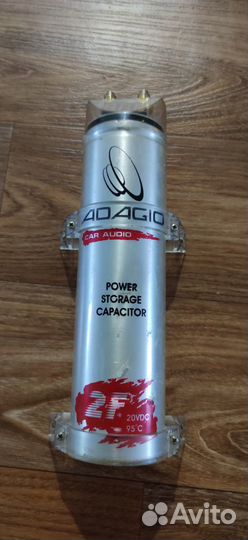 ADAGIO
CAR AUDIO
POWER
STORAGE
CAPACITOR
2F 20VDC
95°C
Avito